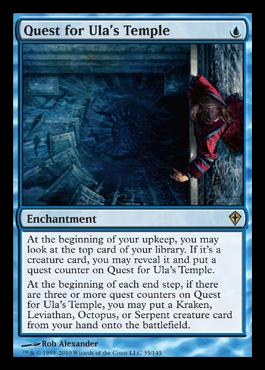 Quest for Ula's Temple
Enchantment
At the beginning of your upkeep, you may
look at the top card of your library. If it's a
creature card, you may reveal it and put a
quest counter on Quest for Ula's Temple.
At the beginning of each end step, if there
are three or more quest counters on Quest
for Ula's Temple, you may put a Kraken,
Leviathan, Octopus, or Serpent creature card
from your hand onto the battlefield.
Rob Alexander
™ & © 1993–2010 Wizards of the Coast LLC 35/145